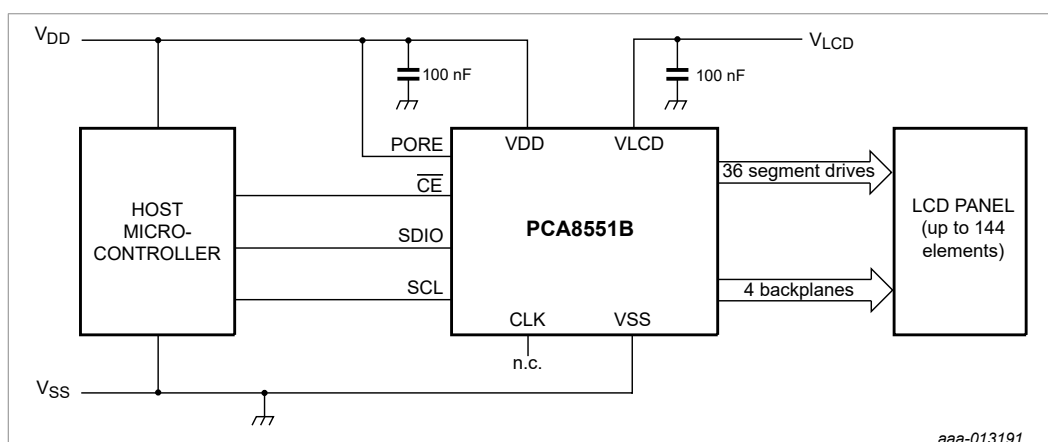 VDD
VLCD
100 nF
100 nF
PORE
VDD
VLCD
CE
36 segment drives
HOST
MICRO-
CONTROLLER
SDIO
PCA8551B
LCD PANEL
(up to 144
elements)
SCL
4 backplanes
CLK
VSS
n.c.
VSS
aaa-013191